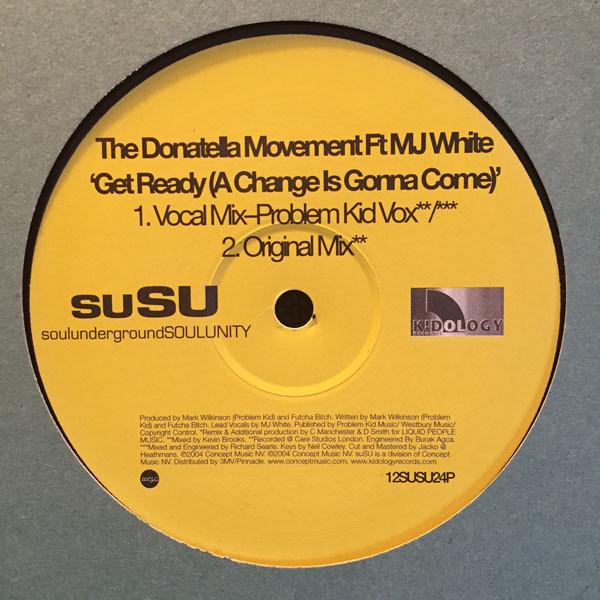 The Donatella Movement Ft MJ White
'Get Ready (A Change Is Gonna Come)'
1. Vocal Mix–Problem Kid Vox**/***
2. Original Mix**
suSU
soulundergroundSOULUNITY
KIDOLOGY
Produced by Mark Wilkinson (Problem Kid) and Futcha Bitch. Written by Mark Wilkinson (Problem
Kid) and Futcha Bitch. Lead Vocals by MJ White. Published by Problem Kid Music/ Westbury Music/
Copyright Control. *Remix & Additional production by C Manchester & D Smith for LIQUID PEOPLE
MUSIC. **Mixed by Kevin Brooks. **Recorded @ Care Studios London. Engineered By Burak Agca.
***Mixed and Engineered by Richard Searle. Keys by Neil Cowley. Cut and Mastered by Jacko @
Heathmans. ℗2004 Concept Music NV. ©2004 Concept Music NV. suSU is a division of Concept
Music NV. Distributed by 3MV/Pinnacle. www.conceptmusic.com, www.kidologyrecords.com
12SUSU24P